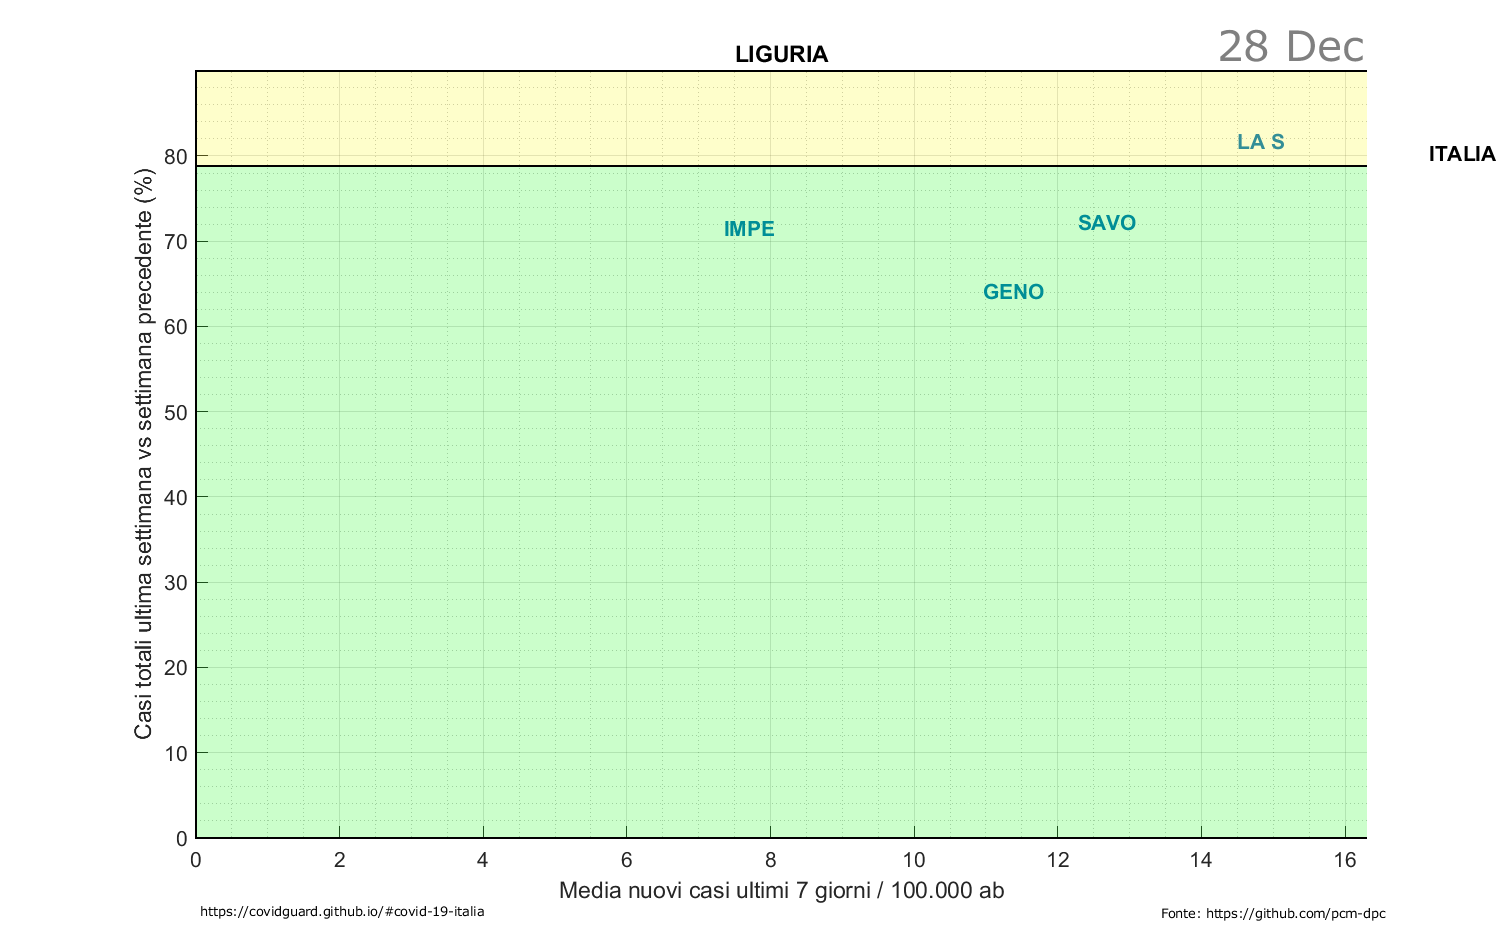 LIGURIA
28 Dec
LA S
ITALIA
IMPE
SAVO
GENO
Casi totali ultima settimana vs settimana precedente (%)
80
70
60
50
40
30
20
10
0
0 2 4 6 8 10 12 14 16
Media nuovi casi ultimi 7 giorni / 100.000 ab
https://covidguard.github.io/#covid-19-italia
Fonte: https://github.com/pcm-dpc